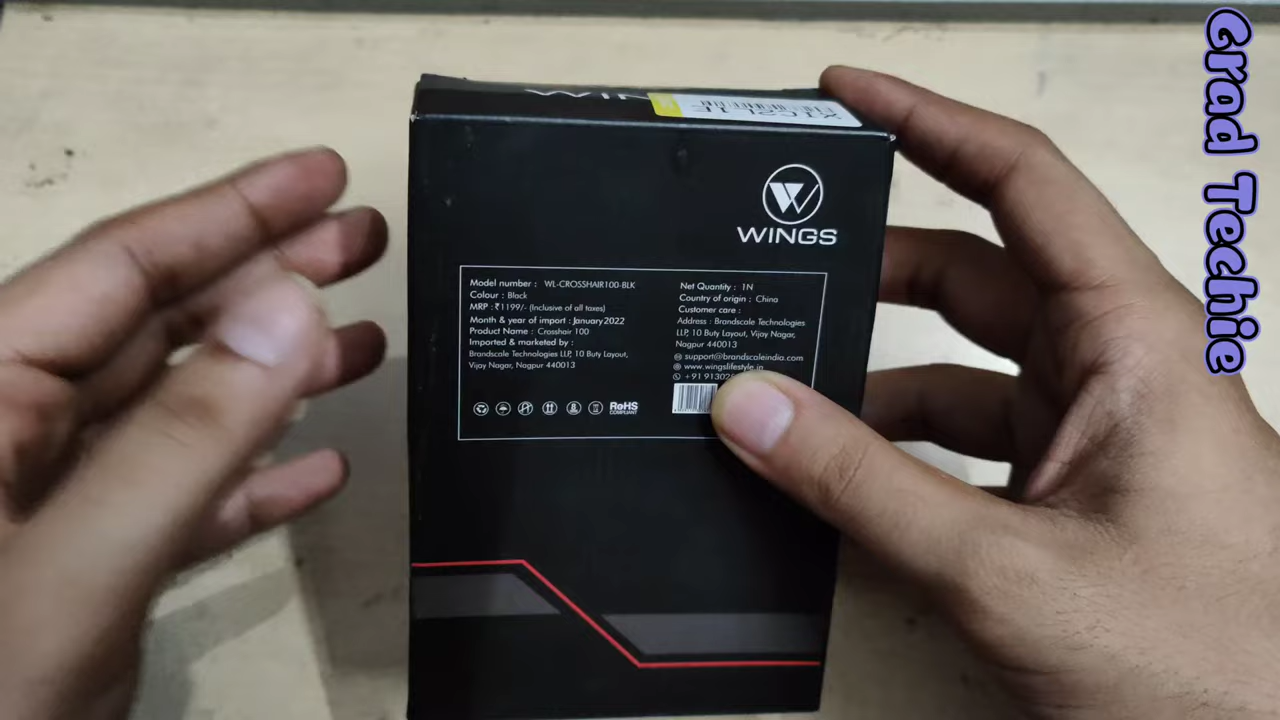 WINGS
Model number : WL-CROSSHAIR100-BLK
Colour : Black
MRP : ₹1199/- (Inclusive of all taxes)
Month & year of import : January2022
Product Name : Crosshair 100
Imported & marketed by :
Brandscale Technologies LLP, 10 Buty Layout,
Vijay Nagar, Nagpur 440013
RoHS
COMPLIANT
Net Quantity : 1N
Country of origin : China
Customer care :
Address : Brandscale Technologies
LLP, 10 Buty Layout, Vijay Nagar,
Nagpur 440013
support@brandscaleindia.com
www.wingslifestyle.in
+91 9130
Grad Techie